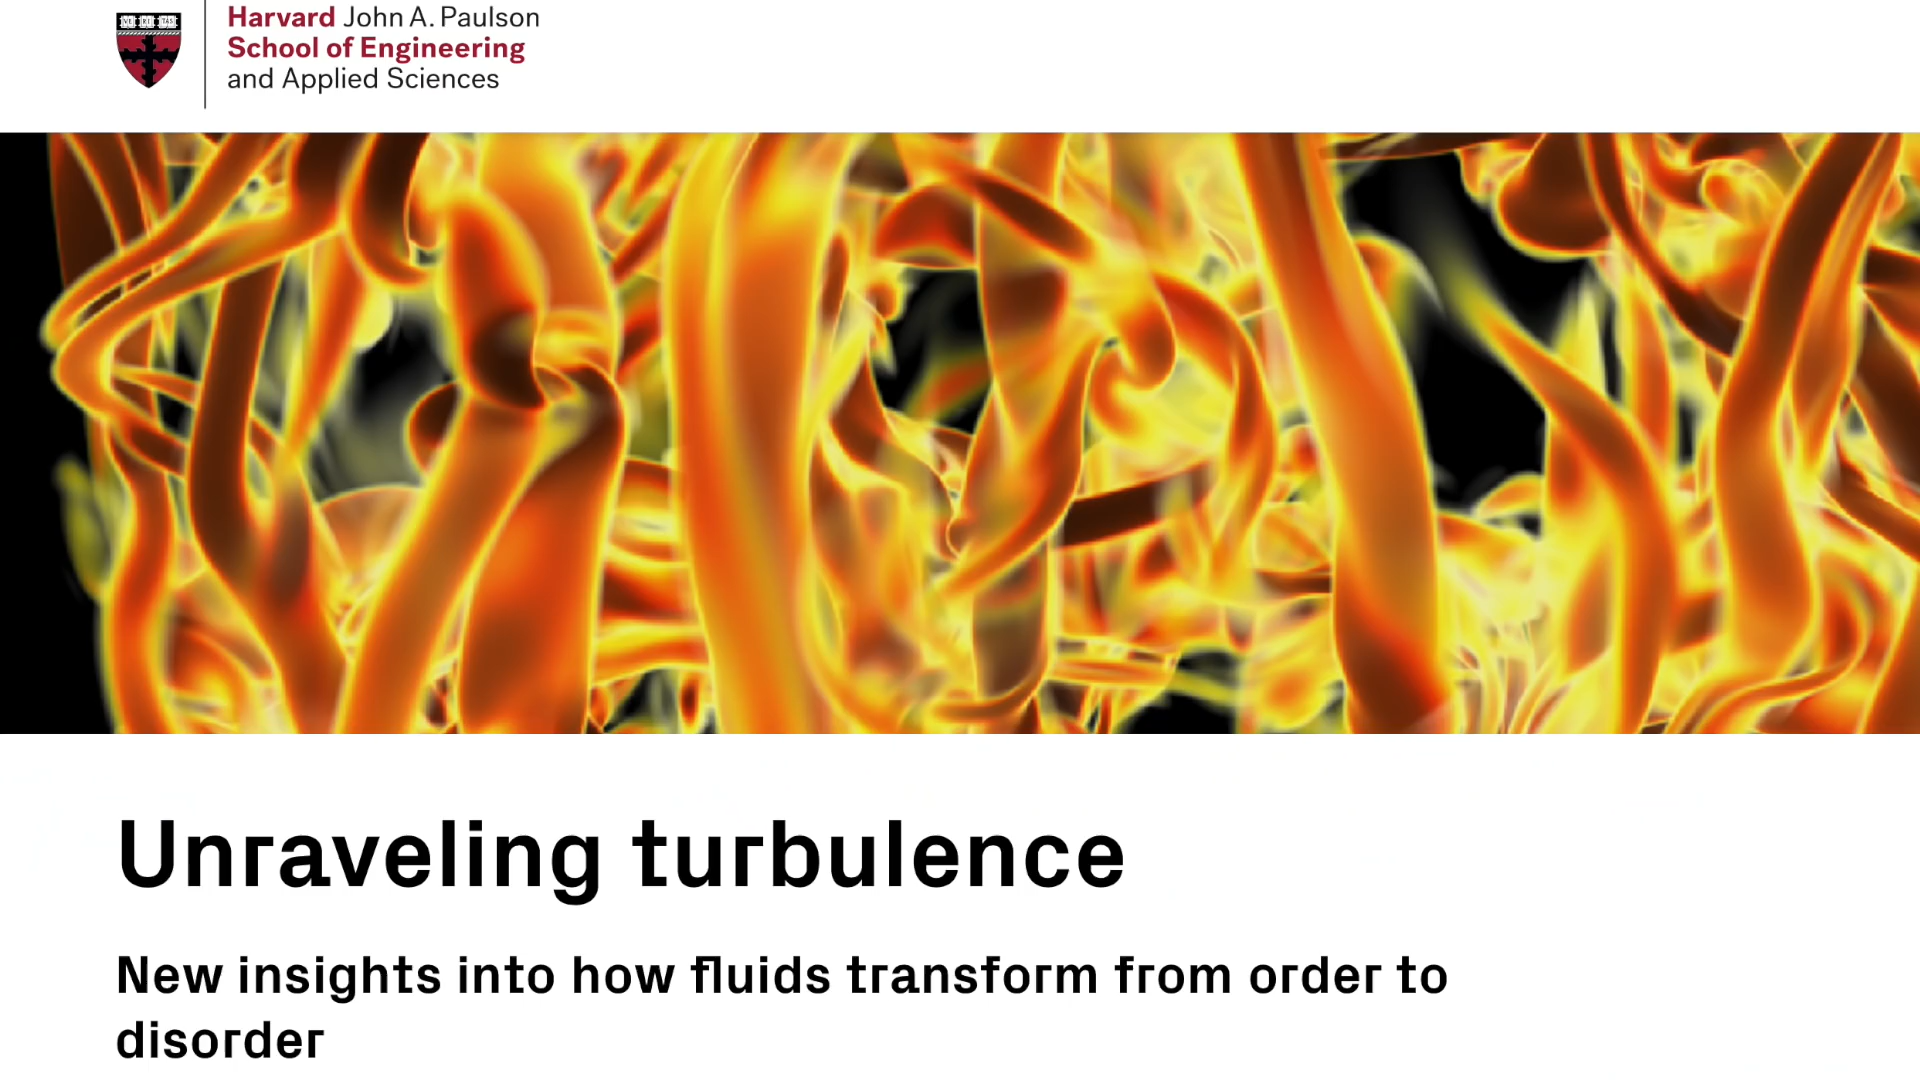 Harvard John A. Paulson
School of Engineering
and Applied Sciences
Unraveling turbulence
New insights into how fluids transform from order to
disorder